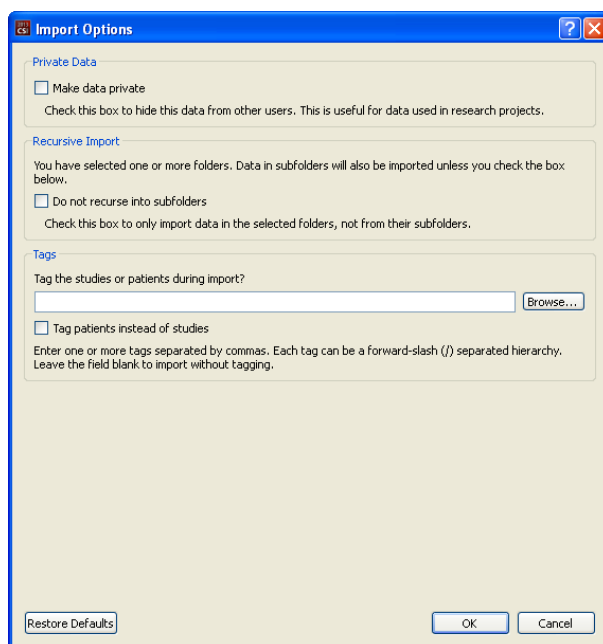 2013
CSI
Import Options
?
Private Data
Make data private
Check this box to hide this data from other users. This is useful for data used in research projects.
Recursive Import
You have selected one or more folders. Data in subfolders will also be imported unless you check the box
below.
Do not recurse into subfolders
Check this box to only import data in the selected folders, not from their subfolders.
Tags
Tag the studies or patients during import?
Browse...
Tag patients instead of studies
Enter one or more tags separated by commas. Each tag can be a forward-slash (/) separated hierarchy.
Leave the field blank to import without tagging.
Restore Defaults
OK
Cancel